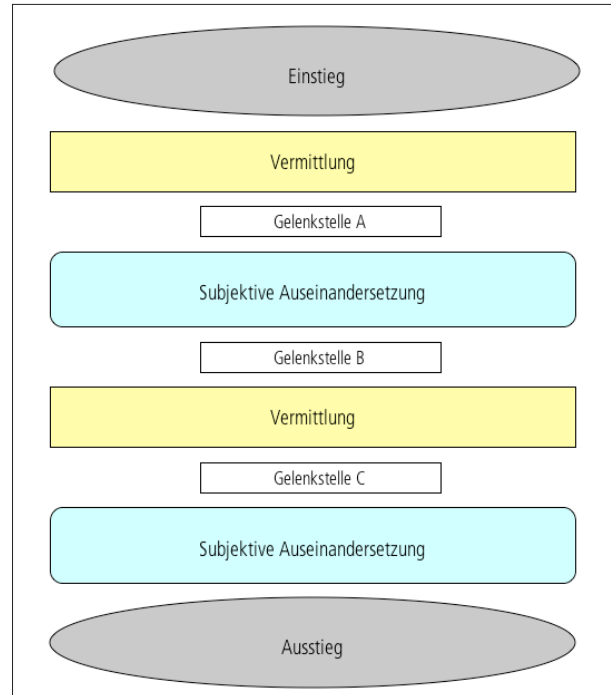 Einstieg
Vermittlung
Gelenkstelle A
Subjektive Auseinandersetzung
Gelenkstelle B
Vermittlung
Gelenkstelle C
Subjektive Auseinandersetzung
Ausstieg